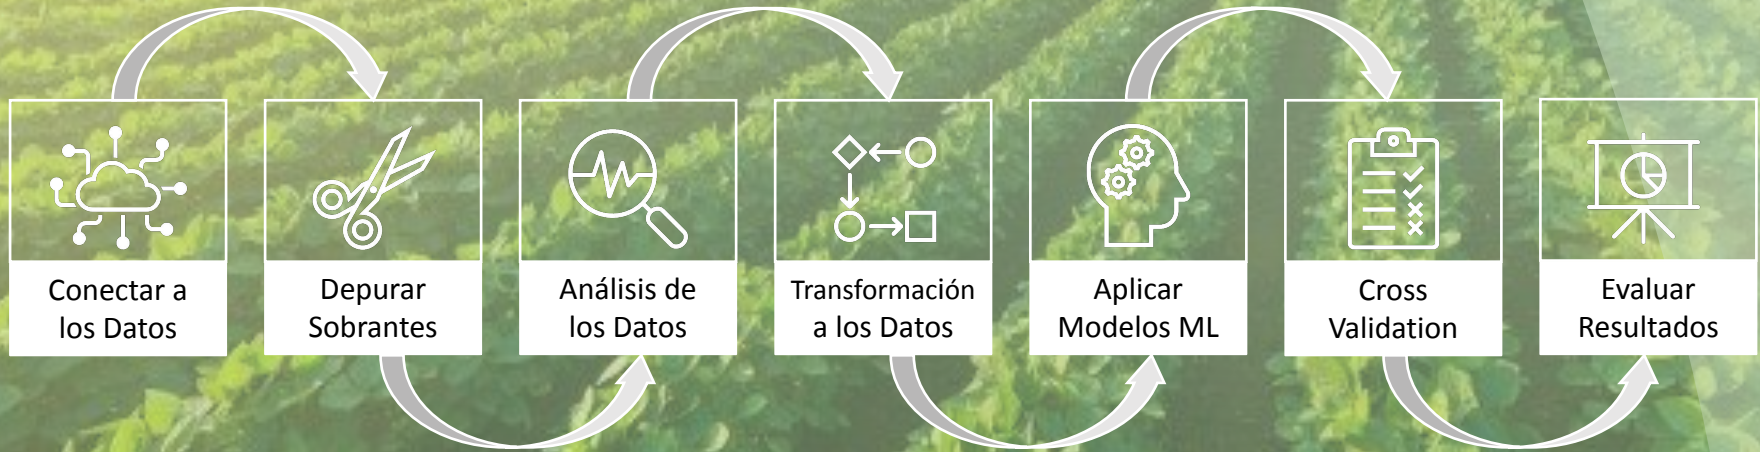 Conectar a
los Datos
Depurar
Sobrantes
Análisis de
los Datos
Transformación
a los Datos
Aplicar
Modelos ML
Cross
Validation
Evaluar
Resultados